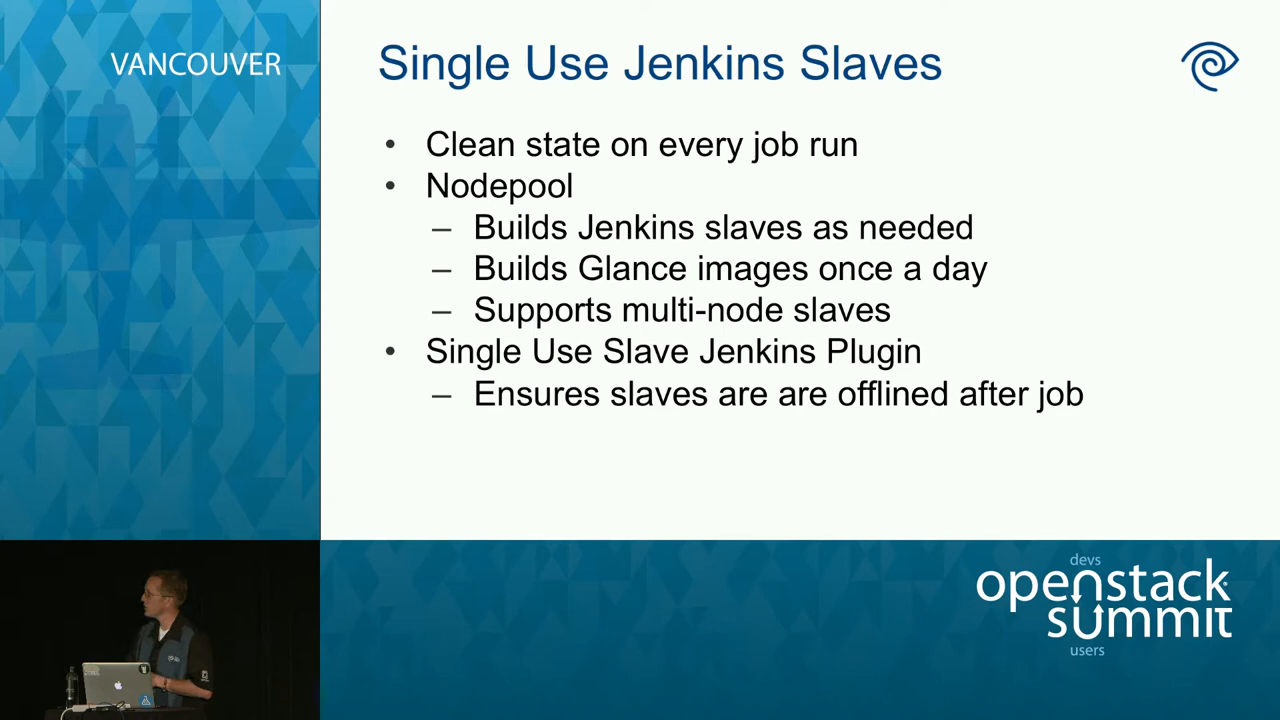 VANCOUVER
Single Use Jenkins Slaves
• Clean state on every job run
• Nodepool
– Builds Jenkins slaves as needed
– Builds Glance images once a day
– Supports multi-node slaves
• Single Use Slave Jenkins Plugin
– Ensures slaves are are offlined after job
devs
openstack
summit
users